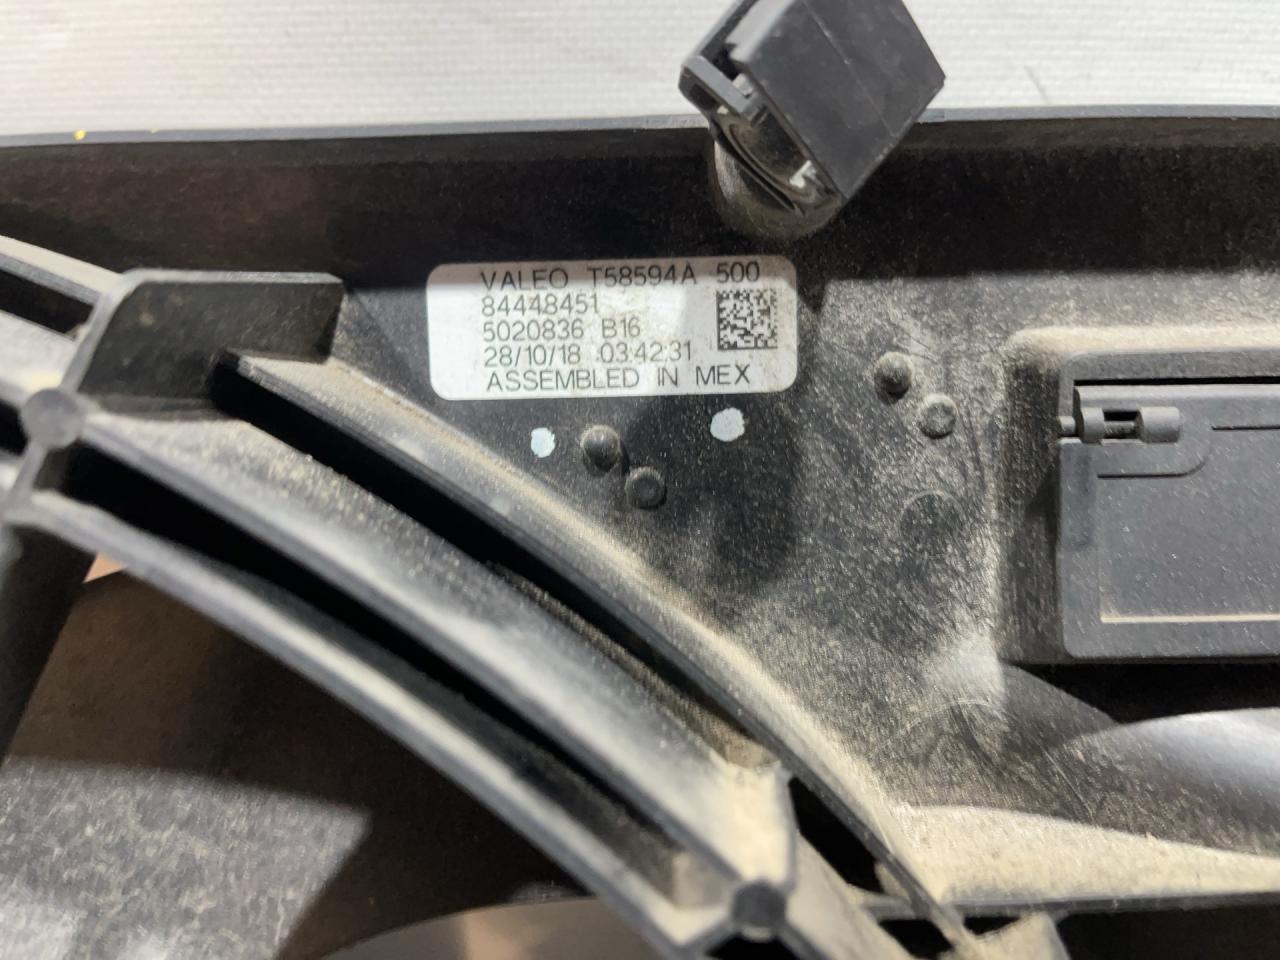 VALEO T58594A 500
84448451
5020836 B16
28/10/18 03:42:31
ASSEMBLED IN MEX